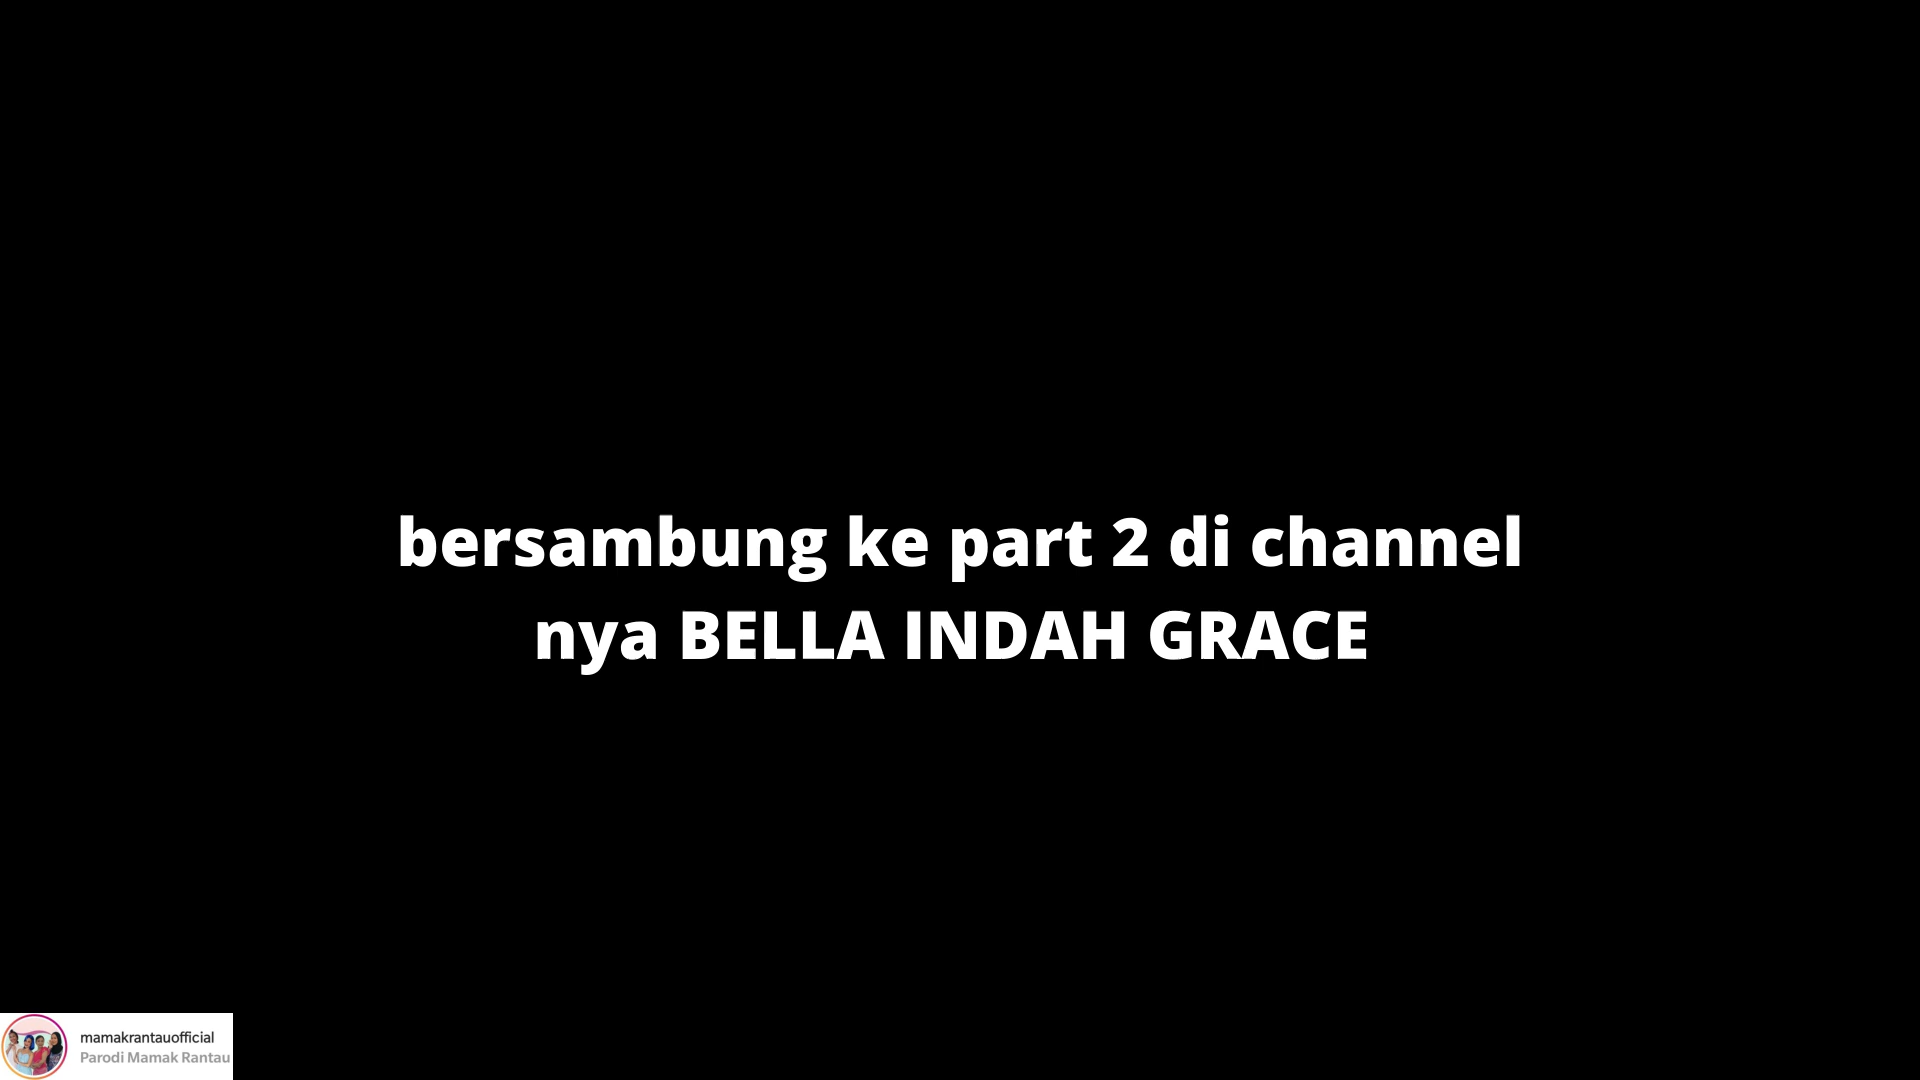 bersambung ke part 2 di channel
nya BELLA INDAH GRACE
mamakrantauofficial
Parodi Mamak Rantau